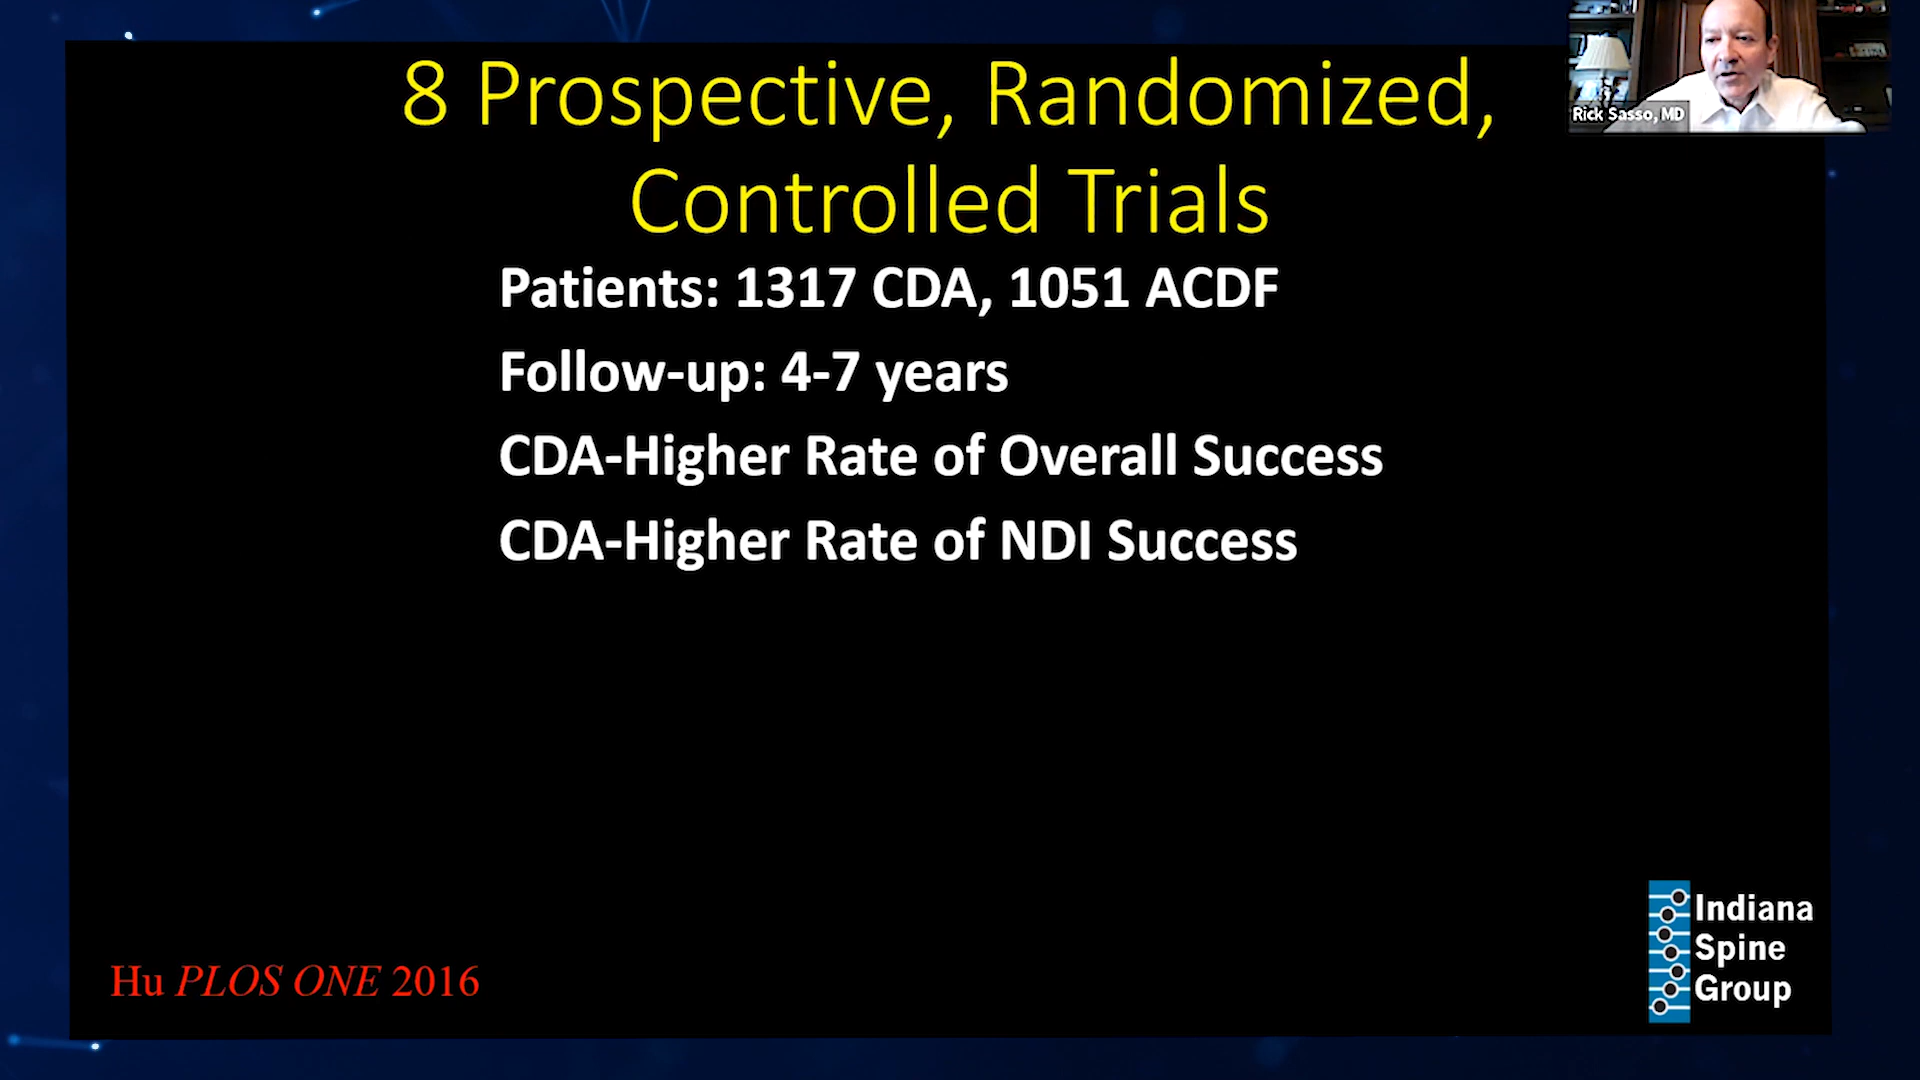 8 Prospective, Randomized,
Controlled Trials
Rick Sasso, MD
Patients: 1317 CDA, 1051 ACDF
Follow-up: 4-7 years
CDA-Higher Rate of Overall Success
CDA-Higher Rate of NDI Success
Hu PLOS ONE 2016
Indiana
Spine
Group